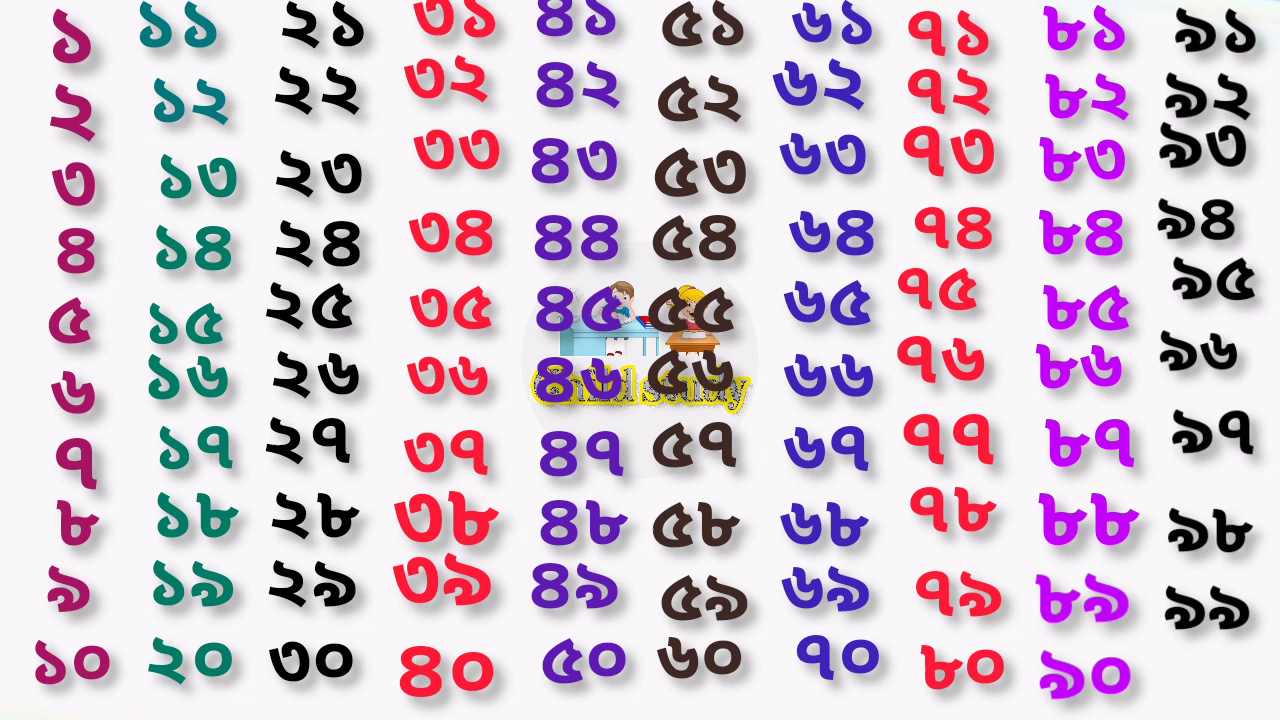 ১ ১১ ২১ ৩১ ৪১ ৫১ ৬১ ৭১ ৮১ ৯১
২ ১২ ২২ ৩২ ৪২ ৫২ ৬২ ৭২ ৮২ ৯২
৩ ১৩ ২৩ ৩৩ ৪৩ ৫৩ ৬৩ ৭৩ ৮৩ ৯৩
৪ ১৪ ২৪ ৩৪ ৪৪ ৫৪ ৬৪ ৭৪ ৮৪ ৯৪
৫ ১৫ ২৫ ৩৫ ৪৫ ৫৫ ৬৫ ৭৫ ৮৫ ৯৫
৬ ১৬ ২৬ ৩৬ ৪৬ ৫৬ ৬৬ ৭৬ ৮৬ ৯৬
Child Study
৭ ১৭ ২৭ ৩৭ ৪৭ ৫৭ ৬৭ ৭৭ ৮৭ ৯৭
৮ ১৮ ২৮ ৩৮ ৪৮ ৫৮ ৬৮ ৭৮ ৮৮ ৯৮
৯ ১৯ ২৯ ৩৯ ৪৯ ৫৯ ৬৯ ৭৯ ৮৯ ৯৯
১০ ২০ ৩০ ৪০ ৫০ ৬০ ৭০ ৮০ ৯০